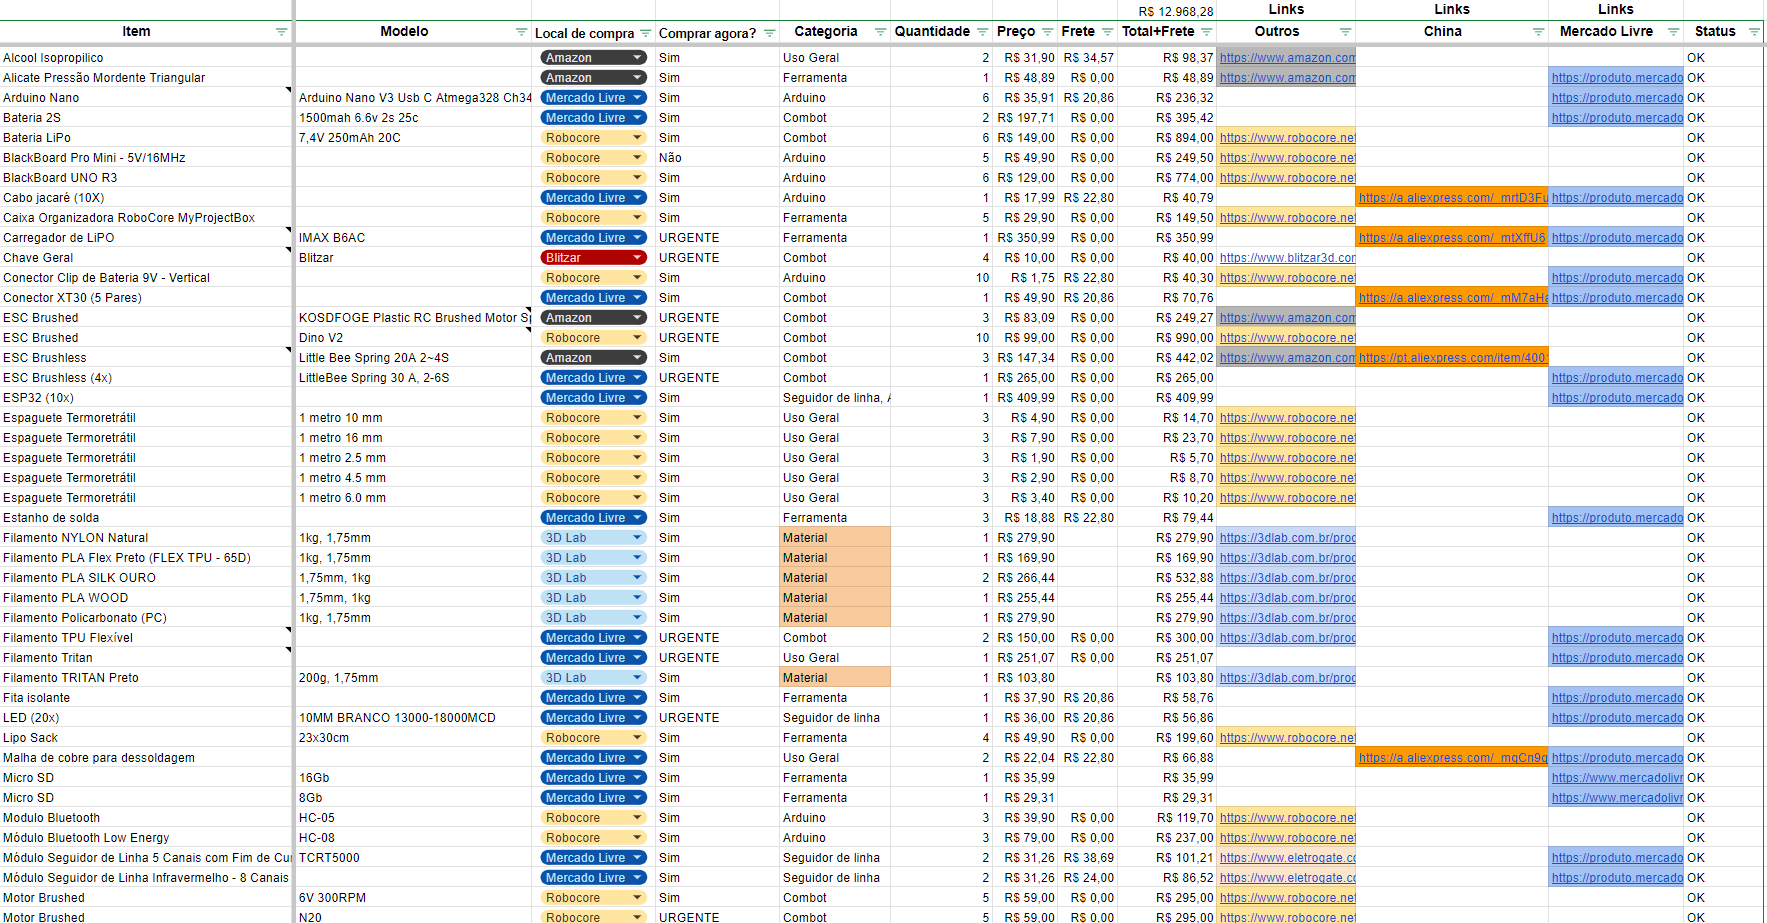 R$ 12.968,28 Links Links Links
Item Modelo Local de compra Comprar agora? Categoria Quantidade Preço Frete Total+Frete Outros China Mercado Livre Status
Alcool Isopropilico Amazon Sim Uso Geral 2 R$ 31,90 R$ 34,57 R$ 98,37 https://www.amazon.com OK
Alicate Pressão Mordente Triangular Amazon Sim Ferramenta 1 R$ 48,89 R$ 0,00 R$ 48,89 https://www.amazon.com https://produto.mercado OK
Arduino Nano Arduino Nano V3 Usb C Atmega328 Ch34 Mercado Livre Sim Arduino 6 R$ 35,91 R$ 20,86 R$ 236,32 https://produto.mercado OK
Bateria 2S 1500mah 6.6v 2s 25c Mercado Livre Sim Combot 2 R$ 197,71 R$ 0,00 R$ 395,42 https://produto.mercado OK
Bateria LiPo 7,4V 250mAh 20C Robocore Sim Combot 6 R$ 149,00 R$ 0,00 R$ 894,00 https://www.robocore.net OK
BlackBoard Pro Mini - 5V/16MHz Robocore Não Arduino 5 R$ 49,90 R$ 0,00 R$ 249,50 https://www.robocore.net OK
BlackBoard UNO R3 Robocore Sim Arduino 6 R$ 129,00 R$ 0,00 R$ 774,00 https://www.robocore.net OK
Cabo jacaré (10X) Mercado Livre Sim Arduino 1 R$ 17,99 R$ 22,80 R$ 40,79 https://a.aliexpress.com/_mrtD3Fu https://produto.mercado OK
Caixa Organizadora RoboCore MyProjectBox Robocore Sim Ferramenta 5 R$ 29,90 R$ 0,00 R$ 149,50 https://www.robocore.net OK
Carregador de LiPO IMAX B6AC Mercado Livre URGENTE Ferramenta 1 R$ 350,99 R$ 0,00 R$ 350,99 https://a.aliexpress.com/_mtXffU6 https://produto.mercado OK
Chave Geral Blitzar Blitzar URGENTE Combot 4 R$ 10,00 R$ 0,00 R$ 40,00 https://www.blitzar3d.con OK
Conector Clip de Bateria 9V - Vertical Robocore Sim Arduino 10 R$ 1,75 R$ 22,80 R$ 40,30 https://www.robocore.net https://produto.mercado OK
Conector XT30 (5 Pares) Mercado Livre Sim Combot 1 R$ 49,90 R$ 20,86 R$ 70,76 https://a.aliexpress.com/_mM7aHa https://produto.mercado OK
ESC Brushed KOSDFOGE Plastic RC Brushed Motor Sp Amazon URGENTE Combot 3 R$ 83,09 R$ 0,00 R$ 249,27 https://www.amazon.com OK
ESC Brushed Dino V2 Robocore URGENTE Combot 10 R$ 99,00 R$ 0,00 R$ 990,00 https://www.robocore.net OK
ESC Brushless Little Bee Spring 20A 2~4S Amazon Sim Combot 3 R$ 147,34 R$ 0,00 R$ 442,02 https://www.amazon.com https://pt.aliexpress.com/item/400 OK
ESC Brushless (4x) LittleBee Spring 30 A, 2-6S Mercado Livre URGENTE Combot 1 R$ 265,00 R$ 0,00 R$ 265,00 https://produto.mercado OK
ESP32 (10x) Mercado Livre Sim Seguidor de linha, A 1 R$ 409,99 R$ 0,00 R$ 409,99 https://produto.mercado OK
Espaguete Termoretrátil 1 metro 10 mm Robocore Sim Uso Geral 3 R$ 4,90 R$ 0,00 R$ 14,70 https://www.robocore.net OK
Espaguete Termoretrátil 1 metro 16 mm Robocore Sim Uso Geral 3 R$ 7,90 R$ 0,00 R$ 23,70 https://www.robocore.net OK
Espaguete Termoretrátil 1 metro 2.5 mm Robocore Sim Uso Geral 3 R$ 1,90 R$ 0,00 R$ 5,70 https://www.robocore.net OK
Espaguete Termoretrátil 1 metro 4.5 mm Robocore Sim Uso Geral 3 R$ 2,90 R$ 0,00 R$ 8,70 https://www.robocore.net OK
Espaguete Termoretrátil 1 metro 6.0 mm Robocore Sim Uso Geral 3 R$ 3,40 R$ 0,00 R$ 10,20 https://www.robocore.net OK
Estanho de solda Mercado Livre Sim Ferramenta 3 R$ 18,88 R$ 22,80 R$ 79,44 https://produto.mercado OK
Filamento NYLON Natural 1kg, 1,75mm 3D Lab Sim Material 1 R$ 279,90 R$ 279,90 https://3dlab.com.br/proc OK
Filamento PLA Flex Preto (FLEX TPU - 65D) 1kg, 1,75mm 3D Lab Sim Material 1 R$ 169,90 R$ 169,90 https://3dlab.com.br/proc OK
Filamento PLA SILK OURO 1,75mm, 1kg 3D Lab Sim Material 2 R$ 266,44 R$ 532,88 https://3dlab.com.br/proc OK
Filamento PLA WOOD 1,75mm, 1kg 3D Lab Sim Material 1 R$ 255,44 R$ 255,44 https://3dlab.com.br/proc OK
Filamento Policarbonato (PC) 1kg, 1,75mm 3D Lab Sim Material 1 R$ 279,90 R$ 279,90 https://3dlab.com.br/proc OK
Filamento TPU Flexível Mercado Livre URGENTE Combot 2 R$ 150,00 R$ 0,00 R$ 300,00 https://3dlab.com.br/proc https://produto.mercado OK
Filamento Tritan Mercado Livre URGENTE Uso Geral 1 R$ 251,07 R$ 0,00 R$ 251,07 https://produto.mercado OK
Filamento TRITAN Preto 200g, 1,75mm 3D Lab Sim Material 1 R$ 103,80 R$ 103,80 https://3dlab.com.br/proc OK
Fita isolante Mercado Livre Sim Ferramenta 1 R$ 37,90 R$ 20,86 R$ 58,76 https://produto.mercado OK
LED (20x) 10MM BRANCO 13000-18000MCD Mercado Livre URGENTE Seguidor de linha 1 R$ 36,00 R$ 20,86 R$ 56,86 https://produto.mercado OK
Lipo Sack 23x30cm Robocore Sim Ferramenta 4 R$ 49,90 R$ 0,00 R$ 199,60 https://www.robocore.net OK
Malha de cobre para dessoldagem Mercado Livre Sim Uso Geral 2 R$ 22,04 R$ 22,80 R$ 66,88 https://a.aliexpress.com/_mqCn9q https://produto.mercado OK
Micro SD 16Gb Mercado Livre Sim Ferramenta 1 R$ 35,99 R$ 35,99 https://www.mercadolivr OK
Micro SD 8Gb Mercado Livre Sim Ferramenta 1 R$ 29,31 R$ 29,31 https://www.mercadolivr OK
Modulo Bluetooth HC-05 Robocore Sim Arduino 3 R$ 39,90 R$ 0,00 R$ 119,70 https://www.robocore.net OK
Módulo Bluetooth Low Energy HC-08 Robocore Sim Arduino 3 R$ 79,00 R$ 0,00 R$ 237,00 https://www.robocore.net OK
Módulo Seguidor de Linha 5 Canais com Fim de Cur TCRT5000 Mercado Livre Sim Seguidor de linha 2 R$ 31,26 R$ 38,69 R$ 101,21 https://www.eletrogate.cc https://produto.mercado OK
Módulo Seguidor de Linha Infravermelho - 8 Canais Mercado Livre Sim Seguidor de linha 2 R$ 31,26 R$ 24,00 R$ 86,52 https://www.eletrogate.cc https://produto.mercado OK
Motor Brushed 6V 300RPM Robocore Sim Combot 5 R$ 59,00 R$ 0,00 R$ 295,00 https://www.robocore.net OK
Motor Brushed N20 Robocore URGENTE Combot 5 R$ 59,00 R$ 0,00 R$ 295,00 https://www.robocore.net OK